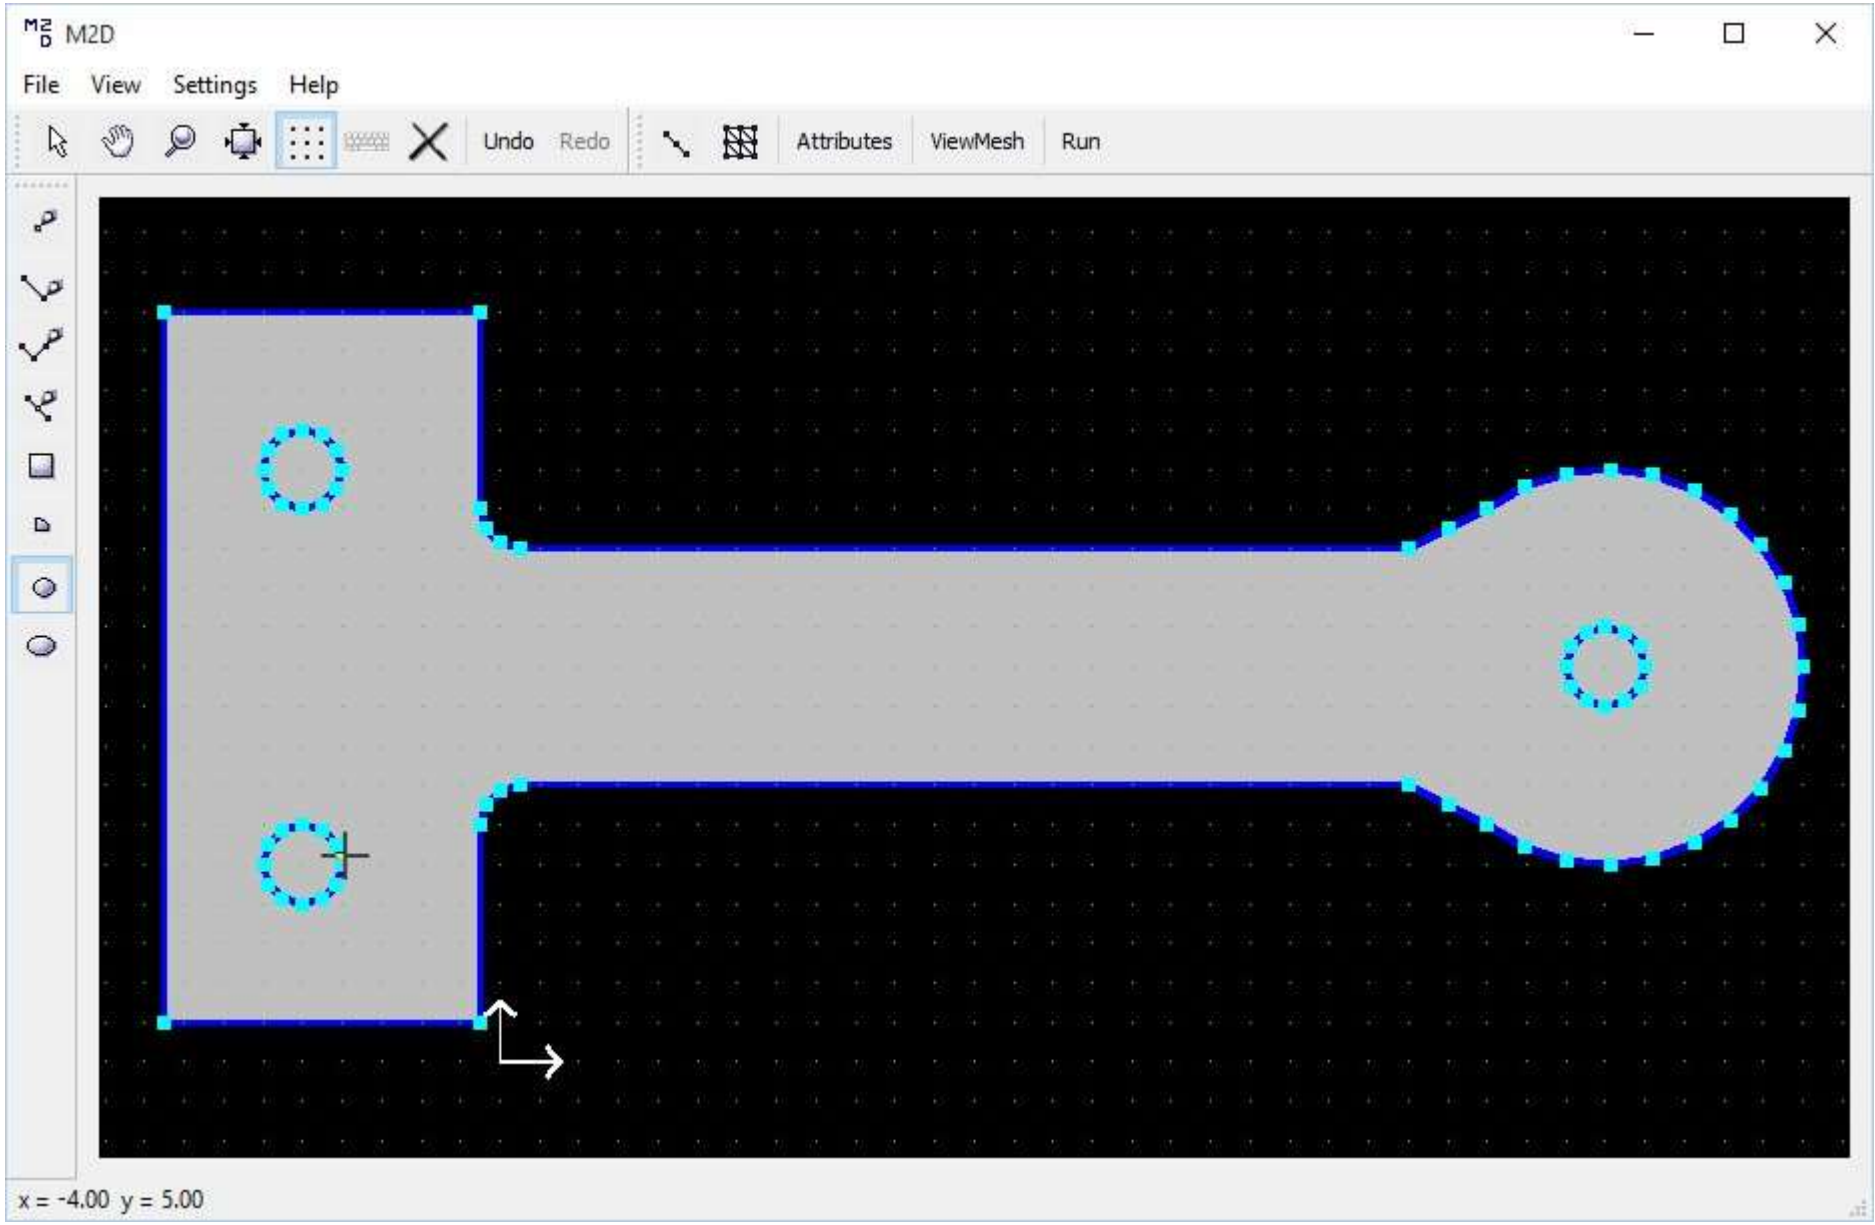 M2D M2D
File View Settings Help
Undo Redo Attributes ViewMesh Run
x = -4.00 y = 5.00